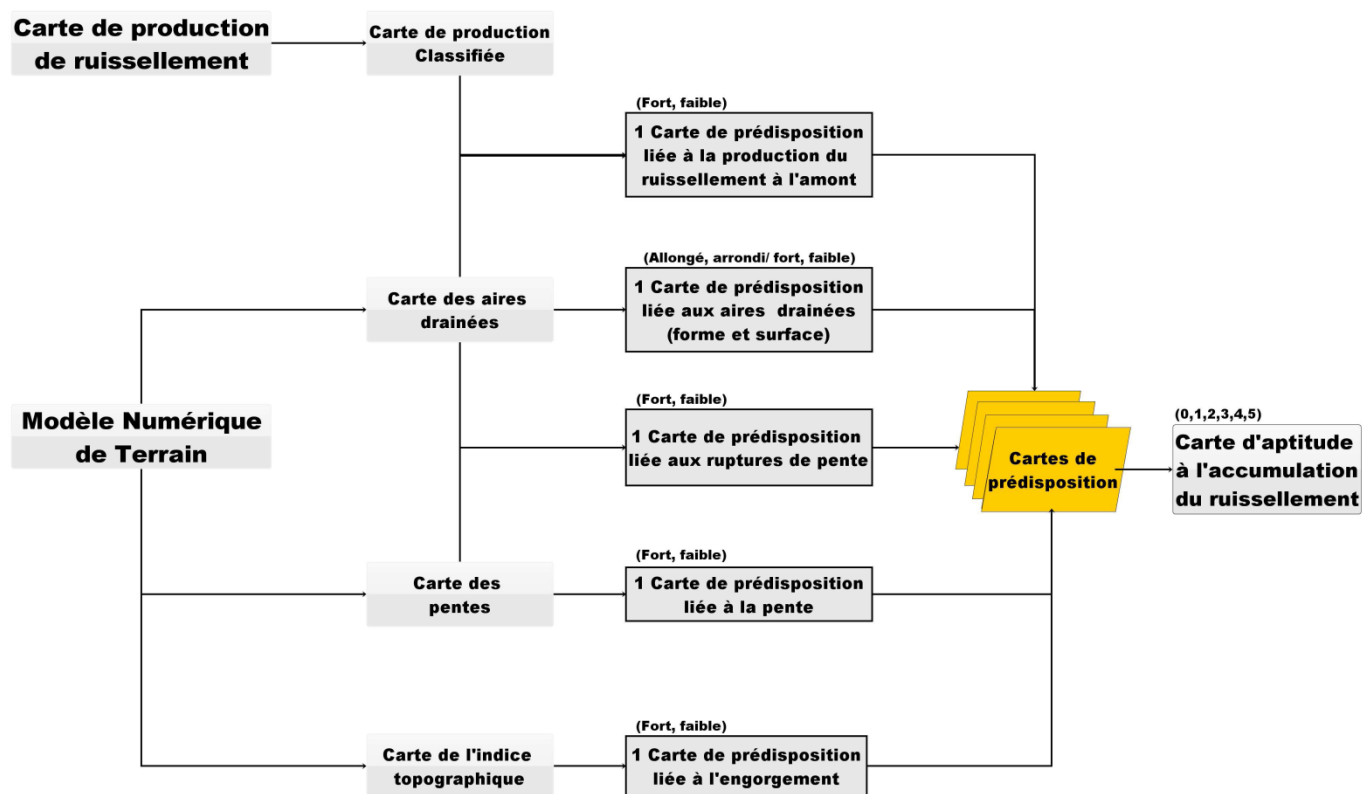 Carte de production
de ruissellement
Carte de production
Classifiée
(Fort, faible)
1 Carte de prédisposition
liée à la production du
ruissellement à l'amont
(Allongé, arrondi/ fort, faible)
Carte des aires
drainées
1 Carte de prédisposition
liée aux aires drainées
(forme et surface)
Modèle Numérique
de Terrain
(Fort, faible)
1 Carte de prédisposition
liée aux ruptures de pente
Cartes de
prédisposition
(0,1,2,3,4,5)
Carte d'aptitude
à l'accumulation
du ruissellement
(Fort, faible)
Carte des
pentes
1 Carte de prédisposition
liée à la pente
(Fort, faible)
Carte de l'indice
topographique
1 Carte de prédisposition
liée à l'engorgement